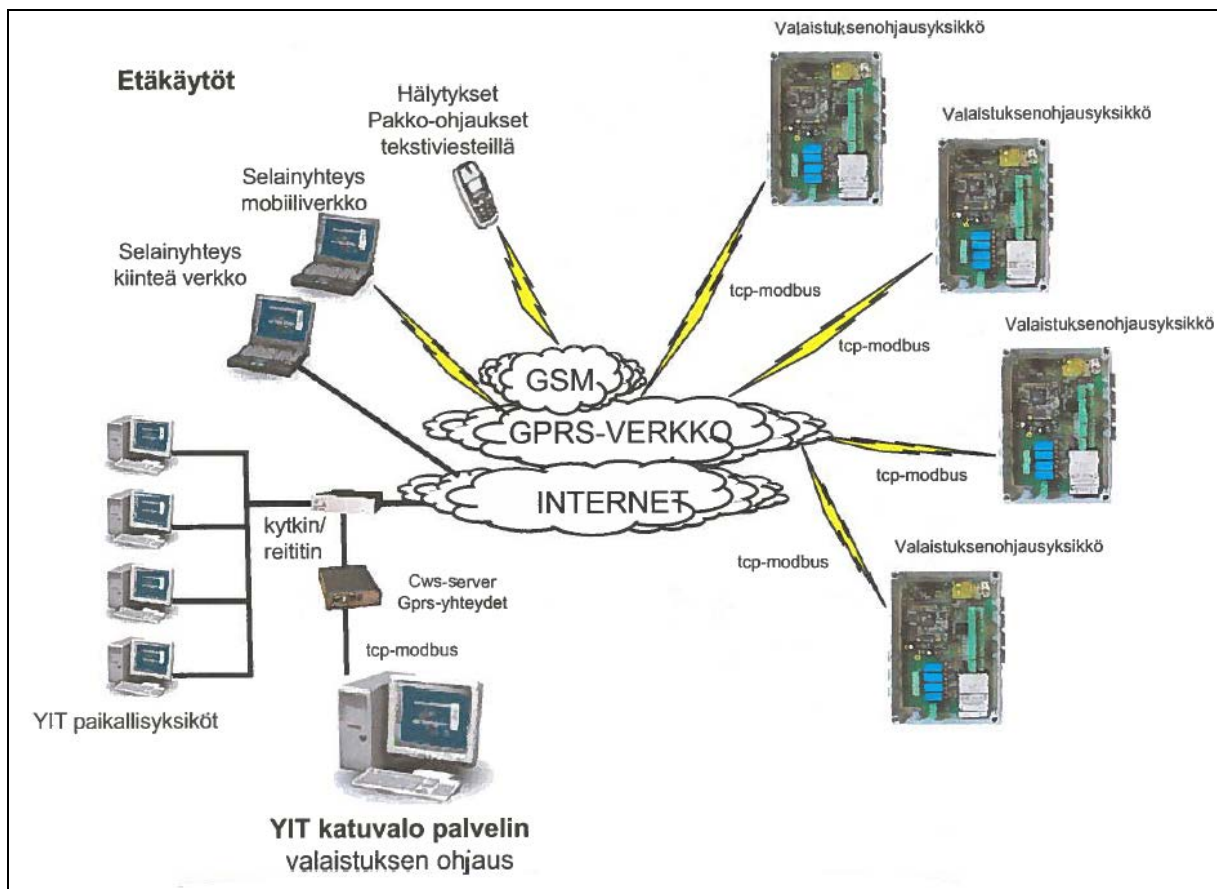 Etäkäytöt
Hälytykset
Pakko-ohjaukset
tekstiviesteillä
Selainyhteys
mobiiliverkko
Selainyhteys
kiinteä verkko
Valaistuksenohjausyksikkö
Valaistuksenohjausyksikkö
Valaistuksenohjausyksikkö
Valaistuksenohjausyksikkö
tcp-modbus
tcp-modbus
tcp-modbus
tcp-modbus
GSM
GPRS-VERKKO
INTERNET
kytkin/
reititin
Cws-server
Gprs-yhteydet
tcp-modbus
YIT paikallisyksiköt
YIT katuvalo palvelin
valaistuksen ohjaus